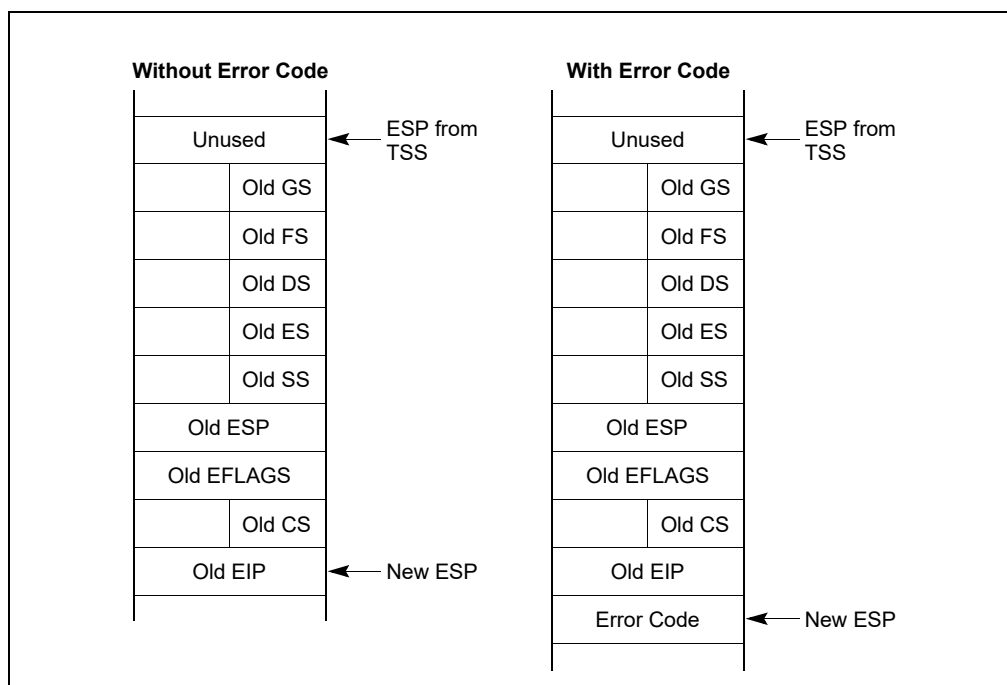 Without Error Code
Unused
ESP from
TSS
Old GS
Old FS
Old DS
Old ES
Old SS
Old ESP
Old EFLAGS
Old CS
Old EIP
New ESP
With Error Code
Unused
ESP from
TSS
Old GS
Old FS
Old DS
Old ES
Old SS
Old ESP
Old EFLAGS
Old CS
Old EIP
Error Code
New ESP